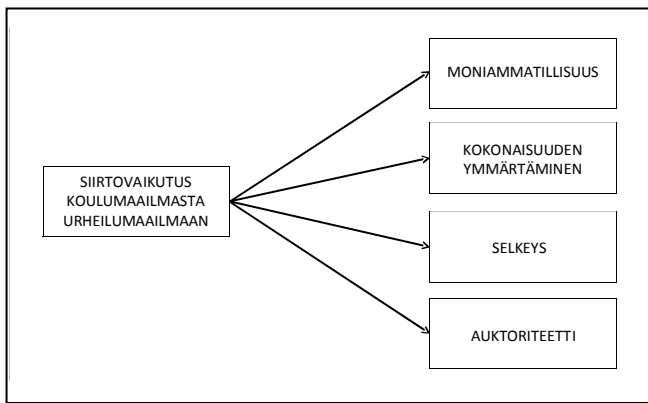 MONIAMMATILLISUUS
KOKONAISUUDEN
YMMÄRTÄMINEN
SIIRTOVAIKUTUS
KOULUMAAILMASTA
URHEILUMAAILMAAN
SELKEYS
AUKTORITEETTI